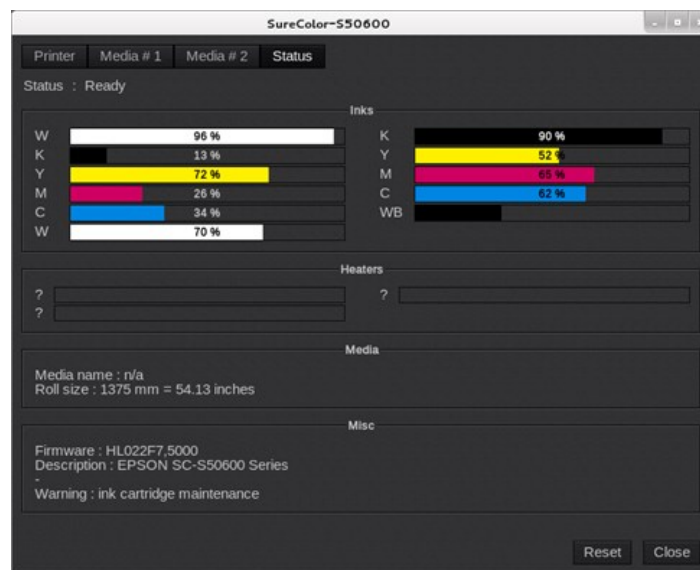 SureColor-S50600
Printer Media # 1 Media # 2 Status
Status : Ready
Inks
W 96 %
K 13 %
Y 72 %
M 26 %
C 34 %
W 70 %
K 90 %
Y 52 %
M 65 %
C 62 %
WB
Heaters
? ?
?
Media
Media name : n/a
Roll size : 1375 mm = 54.13 inches
Misc
Firmware : HL022F7,5000
Description : EPSON SC-S50600 Series
-
Warning : ink cartridge maintenance
Reset Close